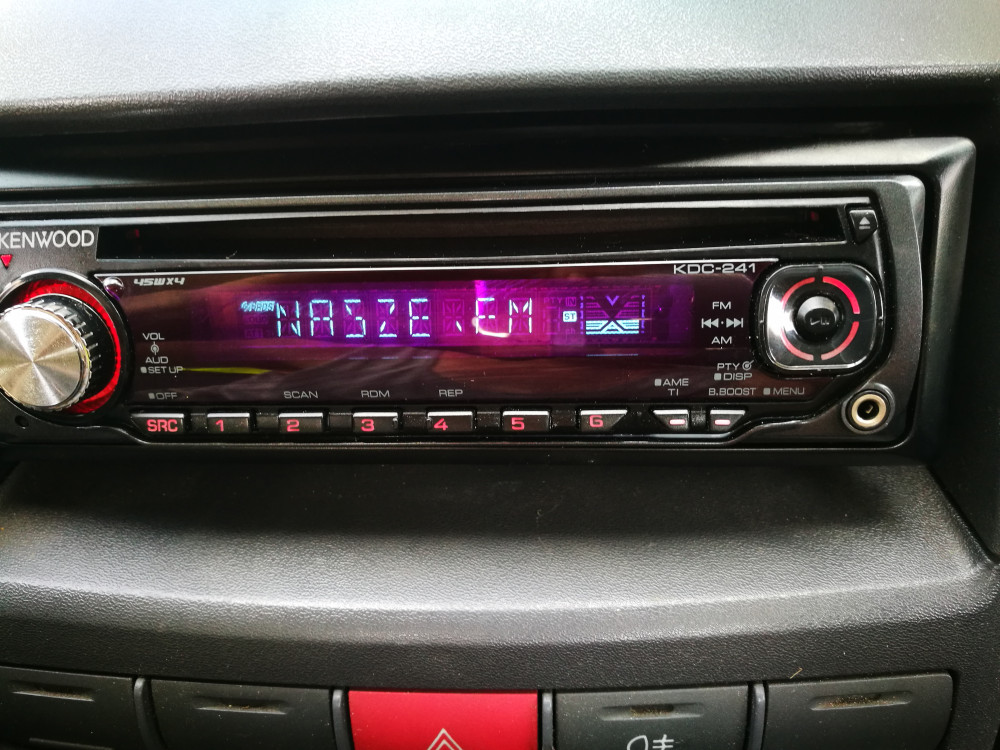 KENWOOD
45W×4
KDC-241
NASZE.FM
ST
VOL
AUD
SET UP
OFF
SCAN
RDM
REP
FM
AM
PTY
DISP
AME
TI
B.BOOST
MENU
SRC
1
2
3
4
5
6